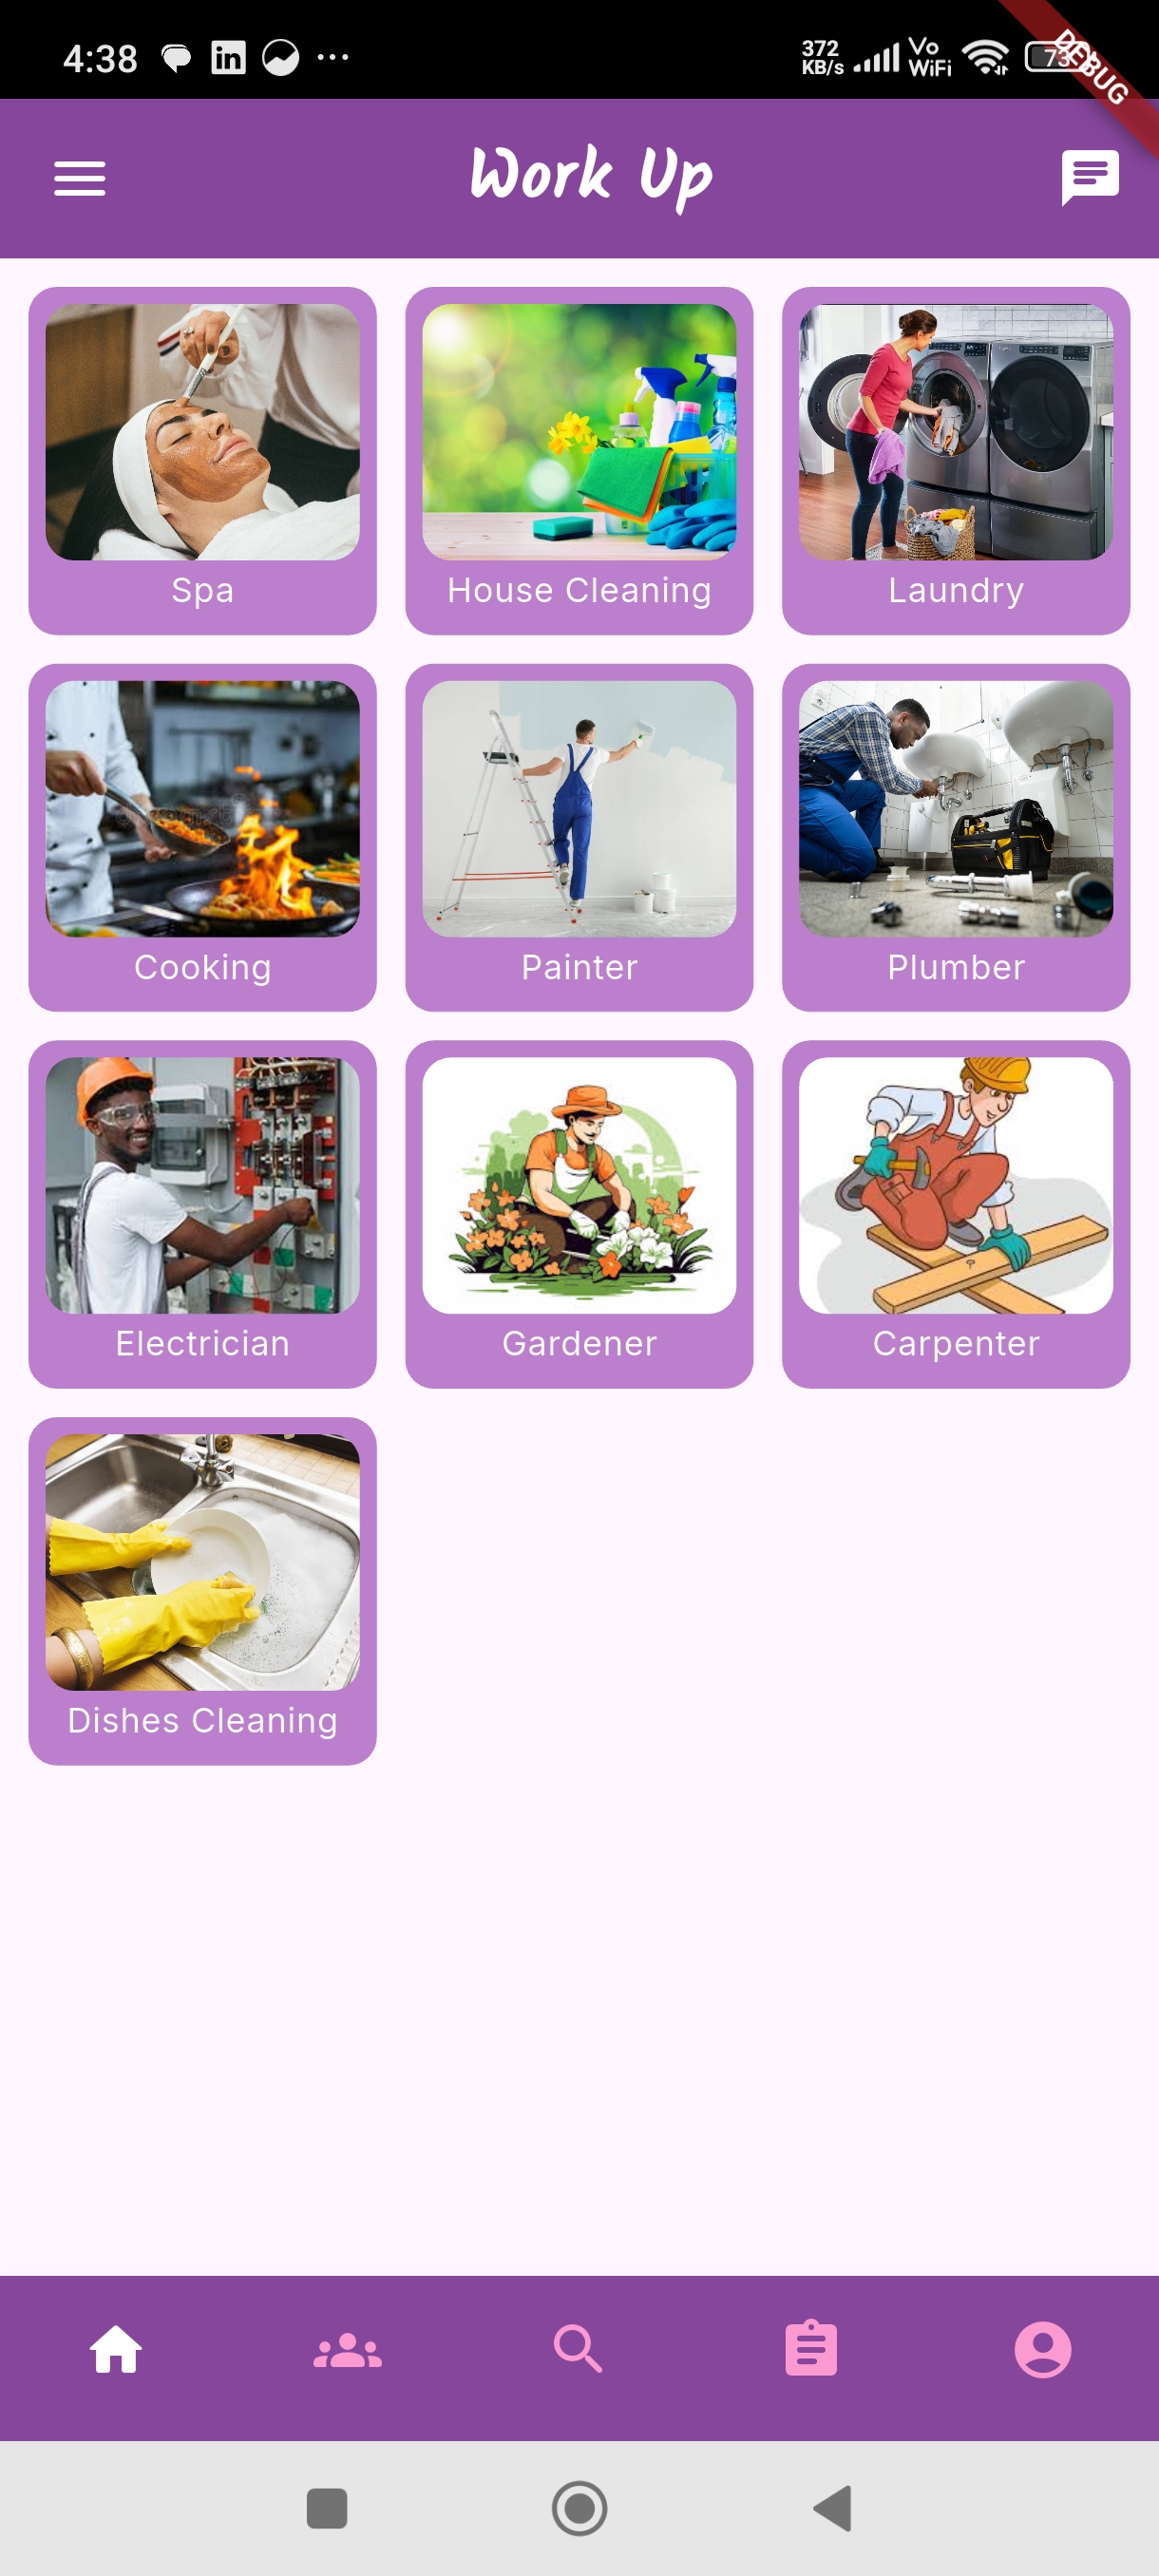 4:38
372
KB/s
Vo
WiFi
DEBUG
Work Up
Spa
House Cleaning
Laundry
Cooking
Painter
Plumber
Electrician
Gardener
Carpenter
Dishes Cleaning